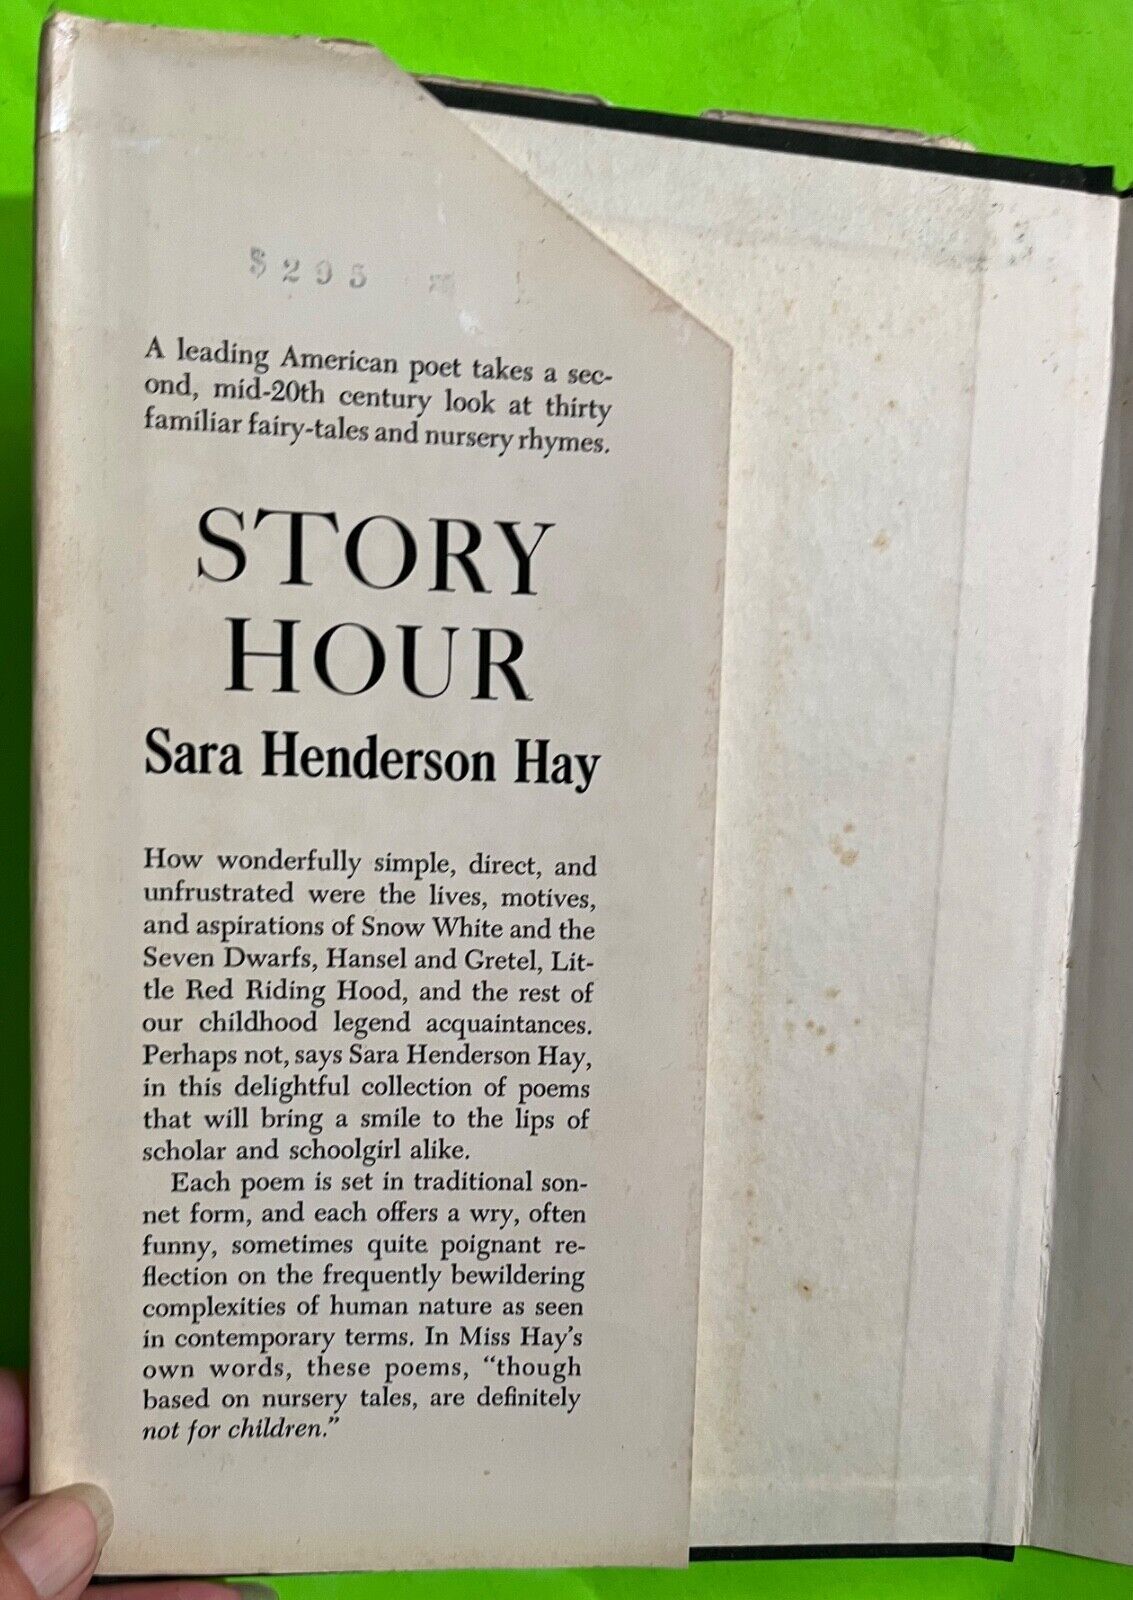 $ 2 9 5
A leading American poet takes a sec-
ond, mid-20th century look at thirty
familiar fairy-tales and nursery rhymes.
STORY
HOUR
Sara Henderson Hay
How wonderfully simple, direct, and
unfrustrated were the lives, motives,
and aspirations of Snow White and the
Seven Dwarfs, Hansel and Gretel, Lit-
tle Red Riding Hood, and the rest of
our childhood legend acquaintances.
Perhaps not, says Sara Henderson Hay,
in this delightful collection of poems
that will bring a smile to the lips of
scholar and schoolgirl alike.
Each poem is set in traditional son-
net form, and each offers a wry, often
funny, sometimes quite poignant re-
flection on the frequently bewildering
complexities of human nature as seen
in contemporary terms. In Miss Hay's
own words, these poems, "though
based on nursery tales, are definitely
not for children."